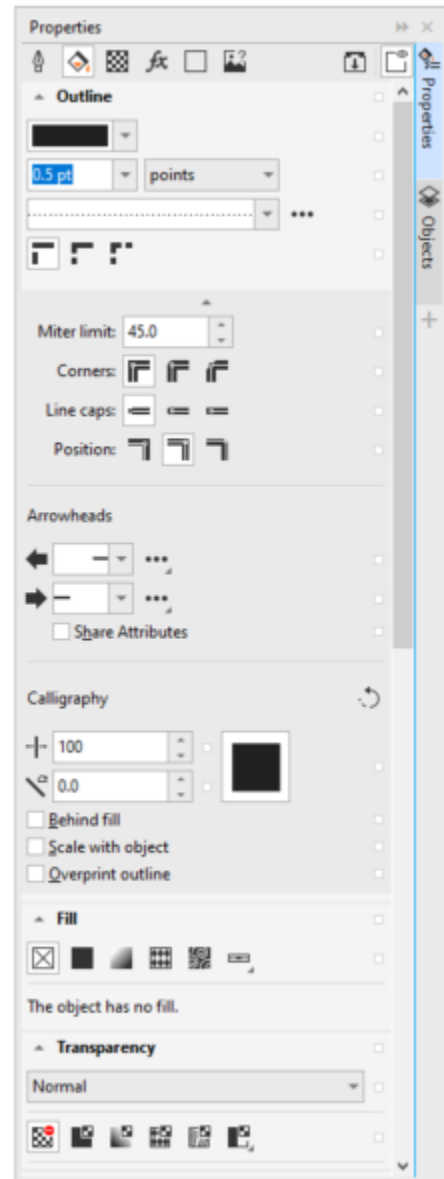 Properties
fx
Outline
0.5 pt
points
Miter limit: 45.0
Corners:
Line caps:
Position:
Arrowheads
Share Attributes
Calligraphy
100
0.0
Behind fill
Scale with object
Overprint outline
Fill
The object has no fill.
Transparency
Normal
Properties
Objects